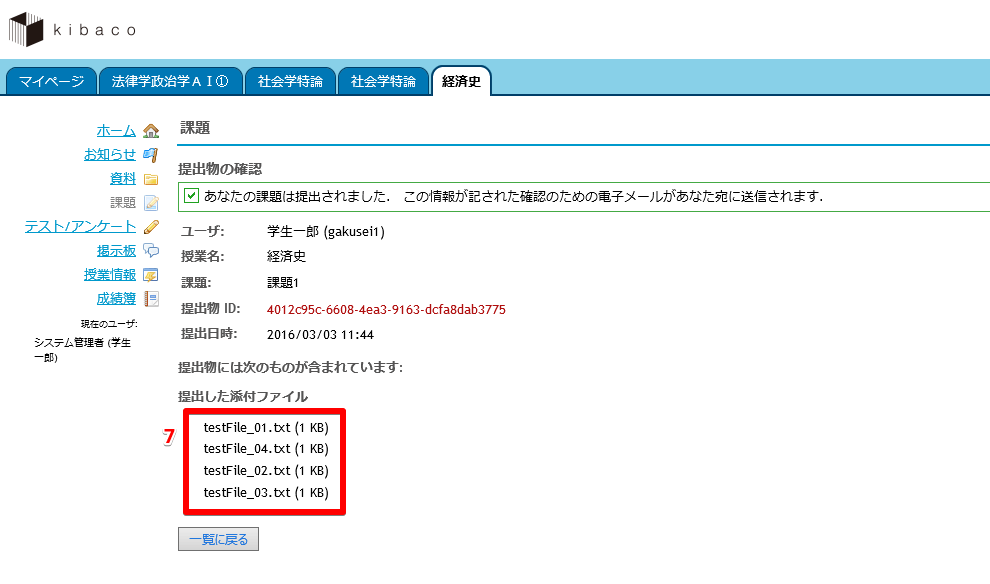 kibaco
マイページ
法律学政治学ＡＩ①
社会学特論
社会学特論
経済史
ホーム
お知らせ
資料
課題
テスト/アンケート
掲示板
授業情報
成績簿
現在のユーザ:
システム管理者 (学生
一郎)
課題
提出物の確認
あなたの課題は提出されました. この情報が記された確認のための電子メールがあなた宛に送信されます.
ユーザ: 学生一郎 (gakusei1)
授業名: 経済史
課題: 課題1
提出物 ID: 4012c95c-6608-4ea3-9163-dcfa8dab3775
提出日時: 2016/03/03 11:44
提出物には次のものが含まれています:
提出した添付ファイル
7
testFile_01.txt (1 KB)
testFile_04.txt (1 KB)
testFile_02.txt (1 KB)
testFile_03.txt (1 KB)
一覧に戻る